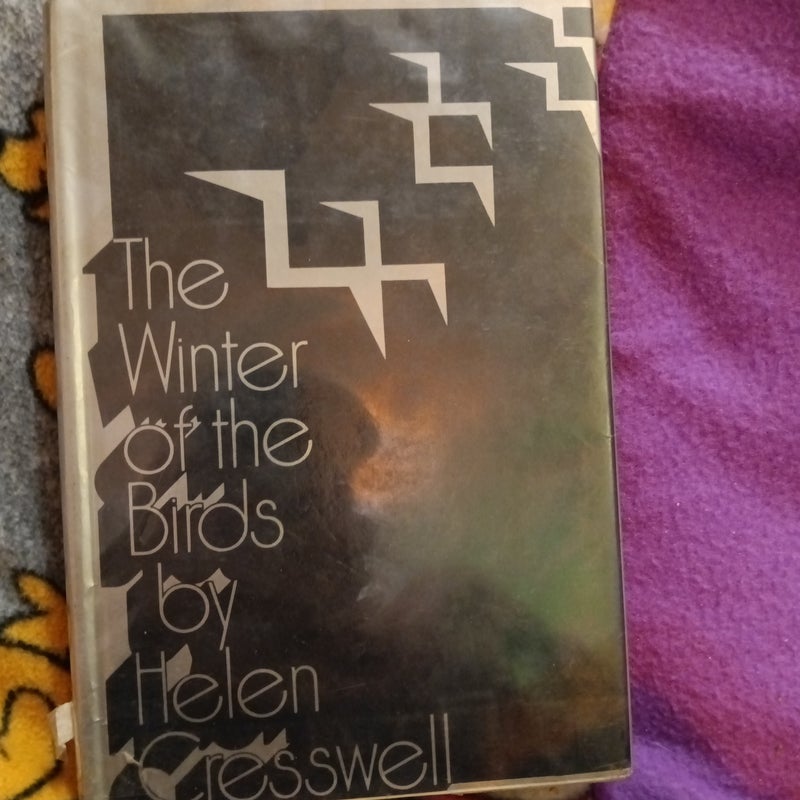 The
Winter
of the
Birds
by
Helen
Cresswell